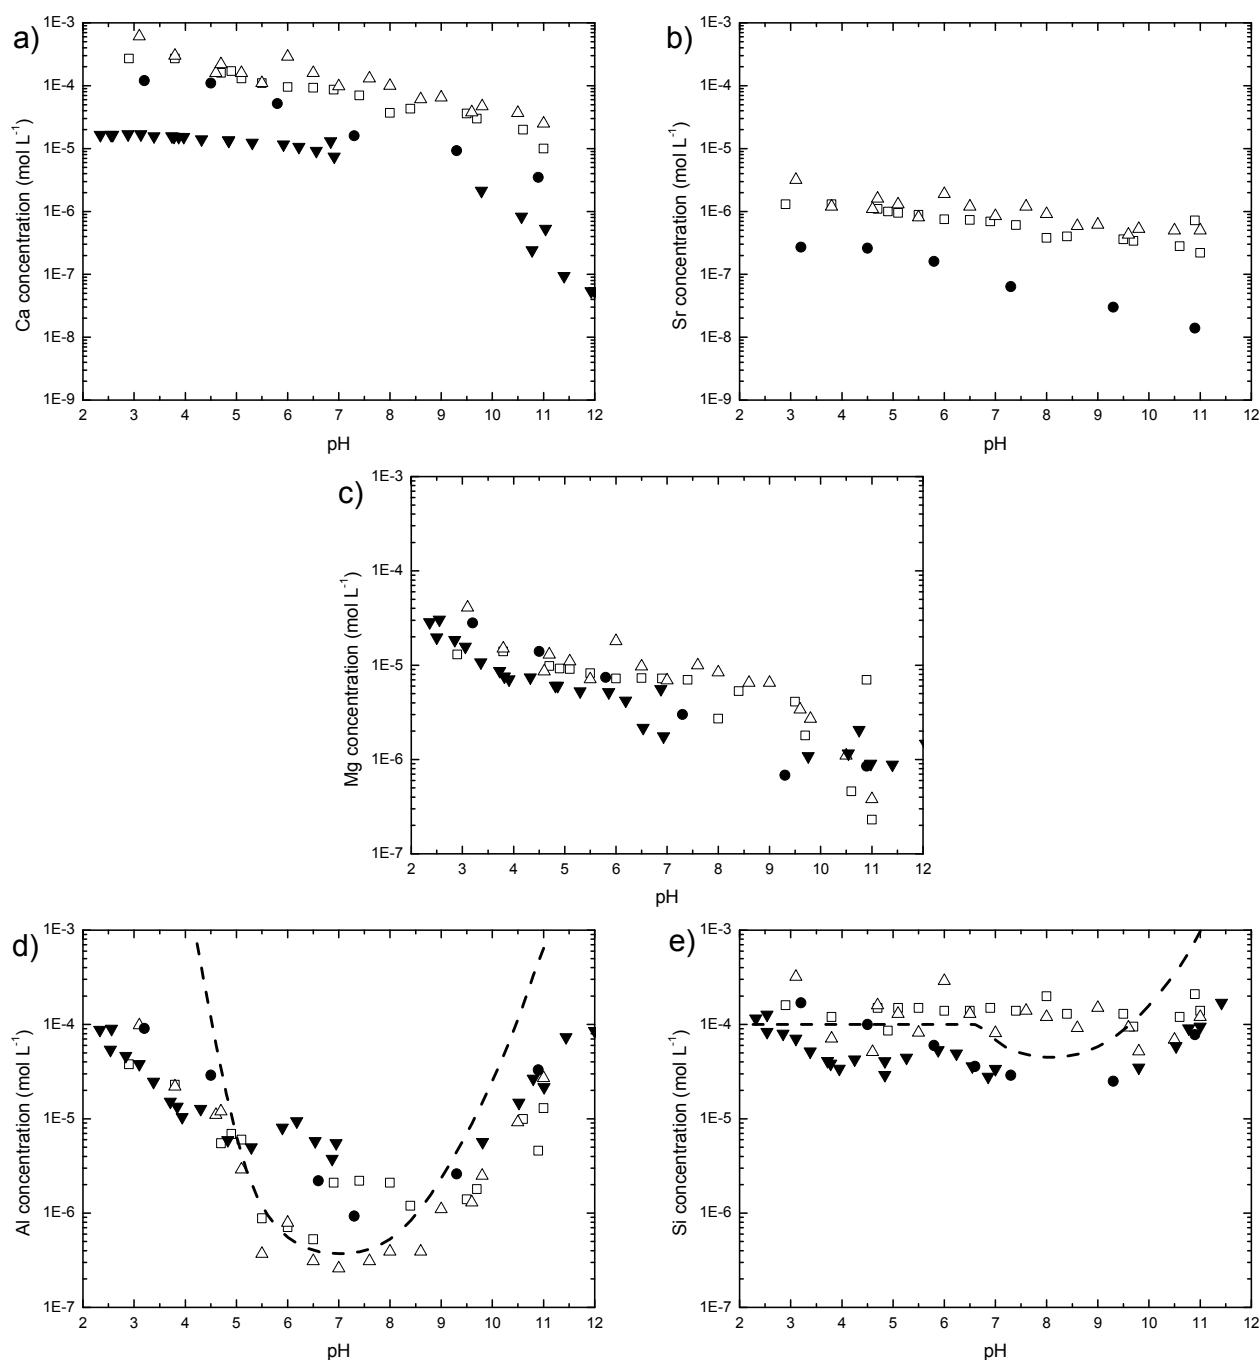 a)
1E-3
1E-4
1E-5
1E-6
1E-7
1E-8
1E-9
Ca concentration (mol L⁻¹)
2 3 4 5 6 7 8 9 10 11 12
pH
b)
1E-3
1E-4
1E-5
1E-6
1E-7
1E-8
1E-9
Sr concentration (mol L⁻¹)
2 3 4 5 6 7 8 9 10 11 12
pH
c)
1E-3
1E-4
1E-5
1E-6
1E-7
Mg concentration (mol L⁻¹)
2 3 4 5 6 7 8 9 10 11 12
pH
d)
1E-3
1E-4
1E-5
1E-6
1E-7
Al concentration (mol L⁻¹)
2 3 4 5 6 7 8 9 10 11 12
pH
e)
1E-3
1E-4
1E-5
1E-6
1E-7
Si concentration (mol L⁻¹)
2 3 4 5 6 7 8 9 10 11 12
pH